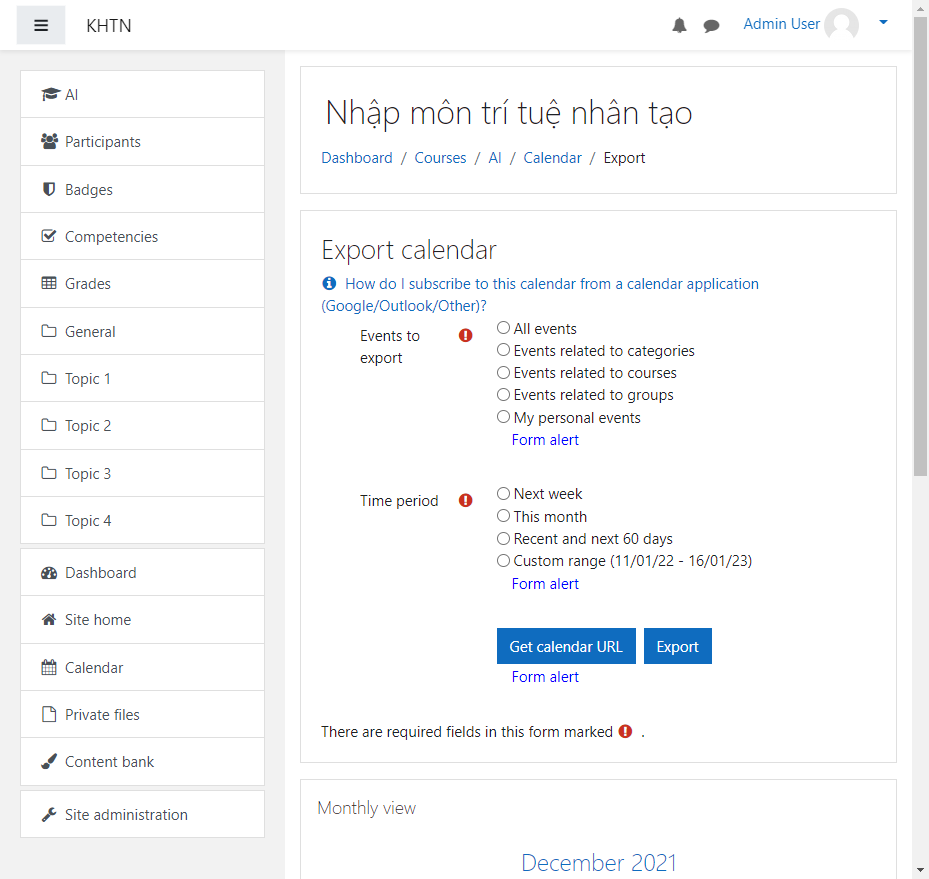 KHTN
Admin User
AI
Participants
Badges
Competencies
Grades
General
Topic 1
Topic 2
Topic 3
Topic 4
Dashboard
Site home
Calendar
Private files
Content bank
Site administration
Nhập môn trí tuệ nhân tạo
Dashboard / Courses / AI / Calendar / Export
Export calendar
How do I subscribe to this calendar from a calendar application
(Google/Outlook/Other)?
Events to
export
All events
Events related to categories
Events related to courses
Events related to groups
My personal events
Form alert
Time period
Next week
This month
Recent and next 60 days
Custom range (11/01/22 - 16/01/23)
Form alert
Get calendar URL Export
Form alert
There are required fields in this form marked .
Monthly view
December 2021